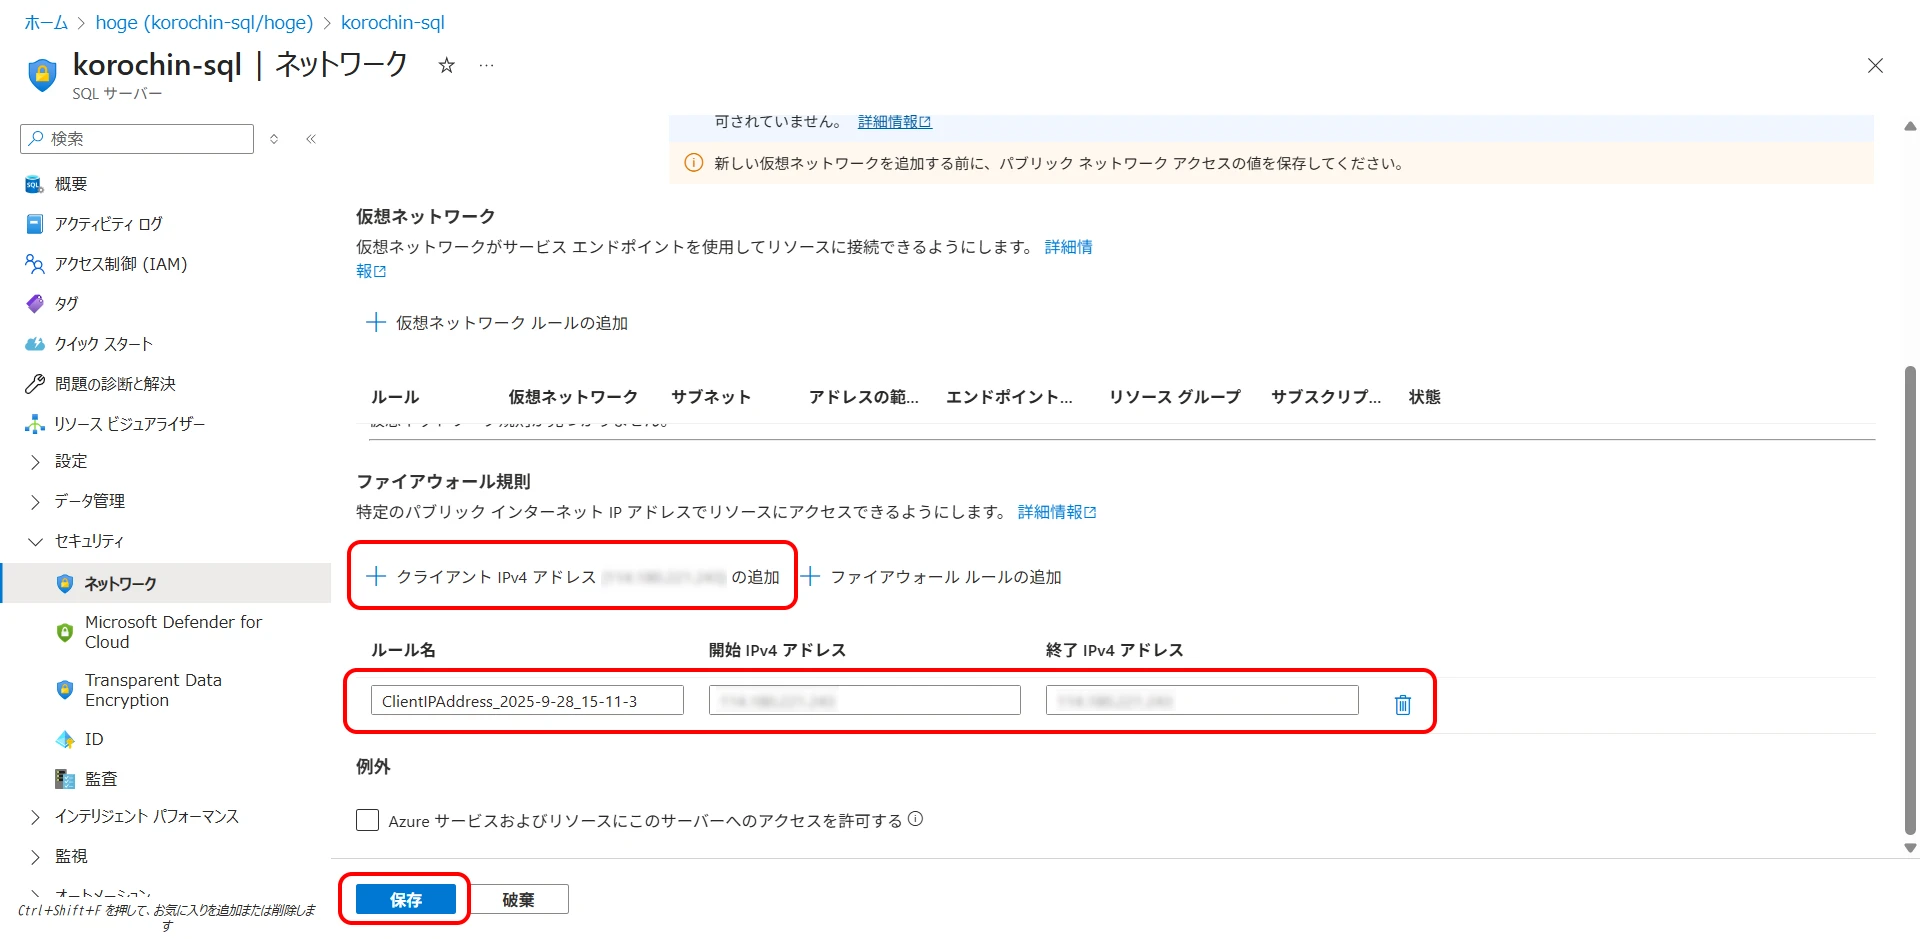 ホーム > hoge (korochin-sql/hoge) > korochin-sql
korochin-sql | ネットワーク ☆ …
SQL サーバー
検索
概要
アクティビティ ログ
アクセス制御 (IAM)
タグ
クイック スタート
問題の診断と解決
リソース ビジュアライザー
設定
データ管理
セキュリティ
ネットワーク
Microsoft Defender for
Cloud
Transparent Data
Encryption
ID
監査
インテリジェント パフォーマンス
監視
オートメーション
Ctrl+Shift+F を押して、お気に入りを追加または削除しま
す
可されていません。 詳細情報
新しい仮想ネットワークを追加する前に、パブリック ネットワーク アクセスの値を保存してください。
仮想ネットワーク
仮想ネットワークがサービス エンドポイントを使用してリソースに接続できるようにします。 詳細情
報
仮想ネットワーク ルールの追加
ルール 仮想ネットワーク サブネット アドレスの範... エンドポイント... リソース グループ サブスクリプ... 状態
ファイアウォール規則
特定のパブリック インターネット IP アドレスでリソースにアクセスできるようにします。 詳細情報
クライアント IPv4 アドレス の追加 ファイアウォール ルールの追加
ルール名 開始 IPv4 アドレス 終了 IPv4 アドレス
ClientIPAddress_2025-9-28_15-11-3
例外
Azure サービスおよびリソースにこのサーバーへのアクセスを許可する
保存 破棄